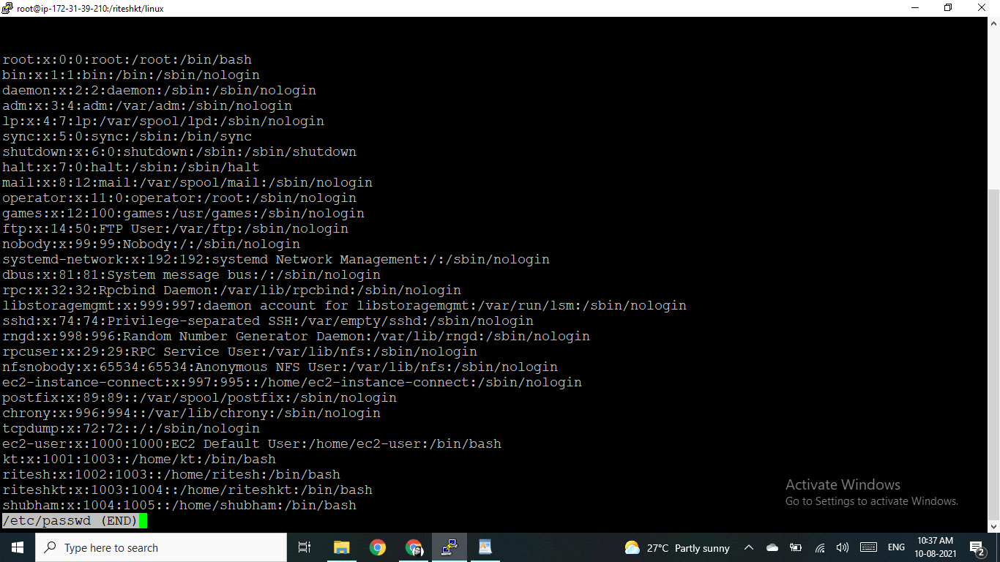 root@ip-172-31-39-210:/riteshkt/linux
root:x:0:0:root:/root:/bin/bash
bin:x:1:1:bin:/bin:/sbin/nologin
daemon:x:2:2:daemon:/sbin:/sbin/nologin
adm:x:3:4:adm:/var/adm:/sbin/nologin
lp:x:4:7:lp:/var/spool/lpd:/sbin/nologin
sync:x:5:0:sync:/sbin:/bin/sync
shutdown:x:6:0:shutdown:/sbin:/sbin/shutdown
halt:x:7:0:halt:/sbin:/sbin/halt
mail:x:8:12:mail:/var/spool/mail:/sbin/nologin
operator:x:11:0:operator:/root:/sbin/nologin
games:x:12:100:games:/usr/games:/sbin/nologin
ftp:x:14:50:FTP User:/var/ftp:/sbin/nologin
nobody:x:99:99:Nobody:/:/sbin/nologin
systemd-network:x:192:192:systemd Network Management:/:/sbin/nologin
dbus:x:81:81:System message bus:/:/sbin/nologin
rpc:x:32:32:Rpcbind Daemon:/var/lib/rpcbind:/sbin/nologin
libstoragemgmt:x:999:997:daemon account for libstoragemgmt:/var/run/lsm:/sbin/nologin
sshd:x:74:74:Privilege-separated SSH:/var/empty/sshd:/sbin/nologin
rngd:x:998:996:Random Number Generator Daemon:/var/lib/rngd:/sbin/nologin
rpcuser:x:29:29:RPC Service User:/var/lib/nfs:/sbin/nologin
nfsnobody:x:65534:65534:Anonymous NFS User:/var/lib/nfs:/sbin/nologin
ec2-instance-connect:x:997:995::/home/ec2-instance-connect:/sbin/nologin
postfix:x:89:89::/var/spool/postfix:/sbin/nologin
chrony:x:996:994::/var/lib/chrony:/sbin/nologin
tcpdump:x:72:72::/:/sbin/nologin
ec2-user:x:1000:1000:EC2 Default User:/home/ec2-user:/bin/bash
kt:x:1001:1003::/home/kt:/bin/bash
ritesh:x:1002:1003::/home/ritesh:/bin/bash
riteshkt:x:1003:1004::/home/riteshkt:/bin/bash
shubham:x:1004:1005::/home/shubham:/bin/bash
/etc/passwd (END)
Activate Windows
Go to Settings to activate Windows.
Type here to search
27°C Partly sunny
ENG
10:37 AM
10-08-2021
2